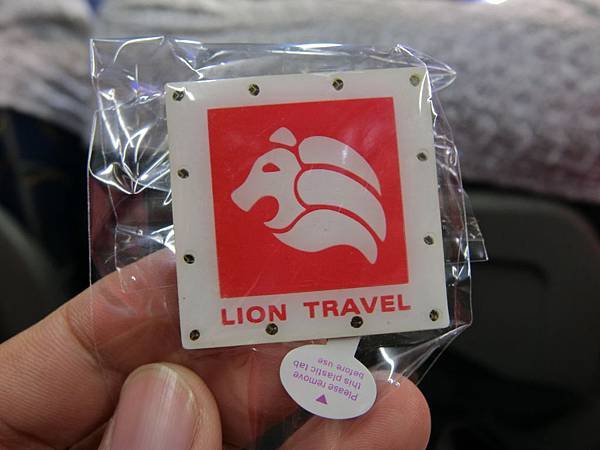 LION TRAVEL
Please remove
this plastic tab
before use